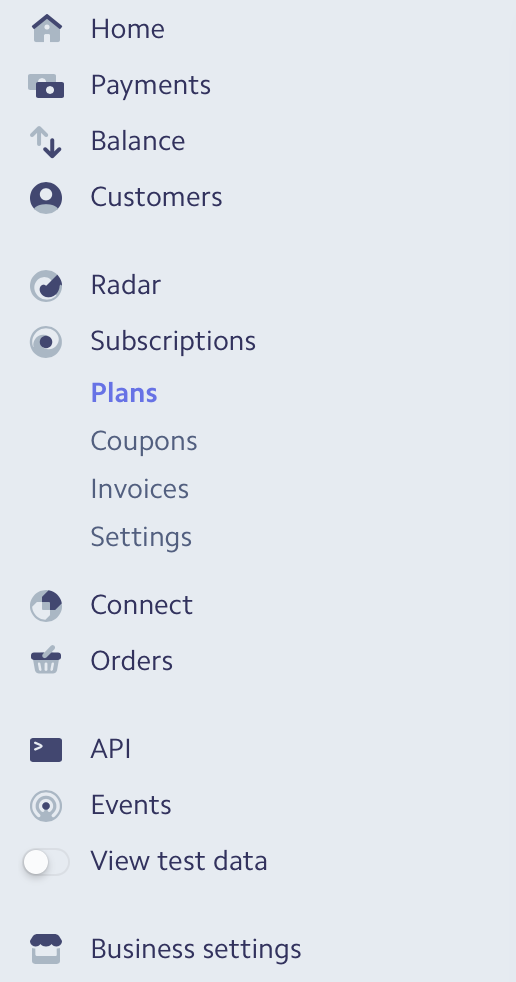 Home
Payments
Balance
Customers
Radar
Subscriptions
Plans
Coupons
Invoices
Settings
Connect
Orders
API
Events
View test data
Business settings